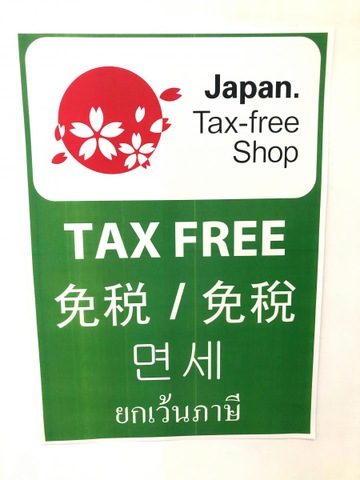 Japan.
Tax-free
Shop
TAX FREE
免税 / 免稅
면세
ยกเว้นภาษี